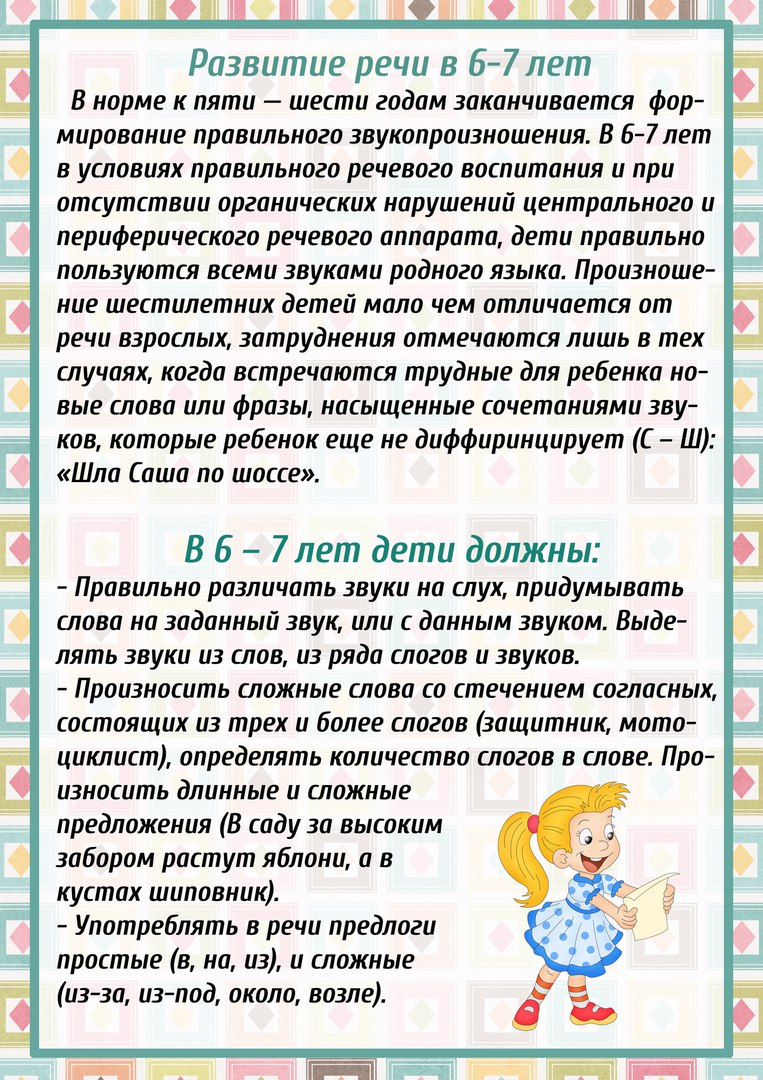 Развитие речи в 6-7 лет
В норме к пяти — шести годам заканчивается фор-
мирование правильного звукопроизношения. В 6-7 лет
в условиях правильного речевого воспитания и при
отсутствии органических нарушений центрального и
периферического речевого аппарата, дети правильно
пользуются всеми звуками родного языка. Произноше-
ние шестилетних детей мало чем отличается от
речи взрослых, затруднения отмечаются лишь в тех
случаях, когда встречаются трудные для ребенка но-
вые слова или фразы, насыщенные сочетаниями зву-
ков, которые ребенок еще не диффиринцирует (С – Ш):
«Шла Саша по шоссе».
В 6 – 7 лет дети должны:
- Правильно различать звуки на слух, придумывать
слова на заданный звук, или с данным звуком. Выде-
лять звуки из слов, из ряда слогов и звуков.
- Произносить сложные слова со стечением согласных,
состоящих из трех и более слогов (защитник, мото-
циклист), определять количество слогов в слове. Про-
износить длинные и сложные
предложения (В саду за высоким
забором растут яблони, а в
кустах шиповник).
- Употреблять в речи предлоги
простые (в, на, из), и сложные
(из-за, из-под, около, возле).